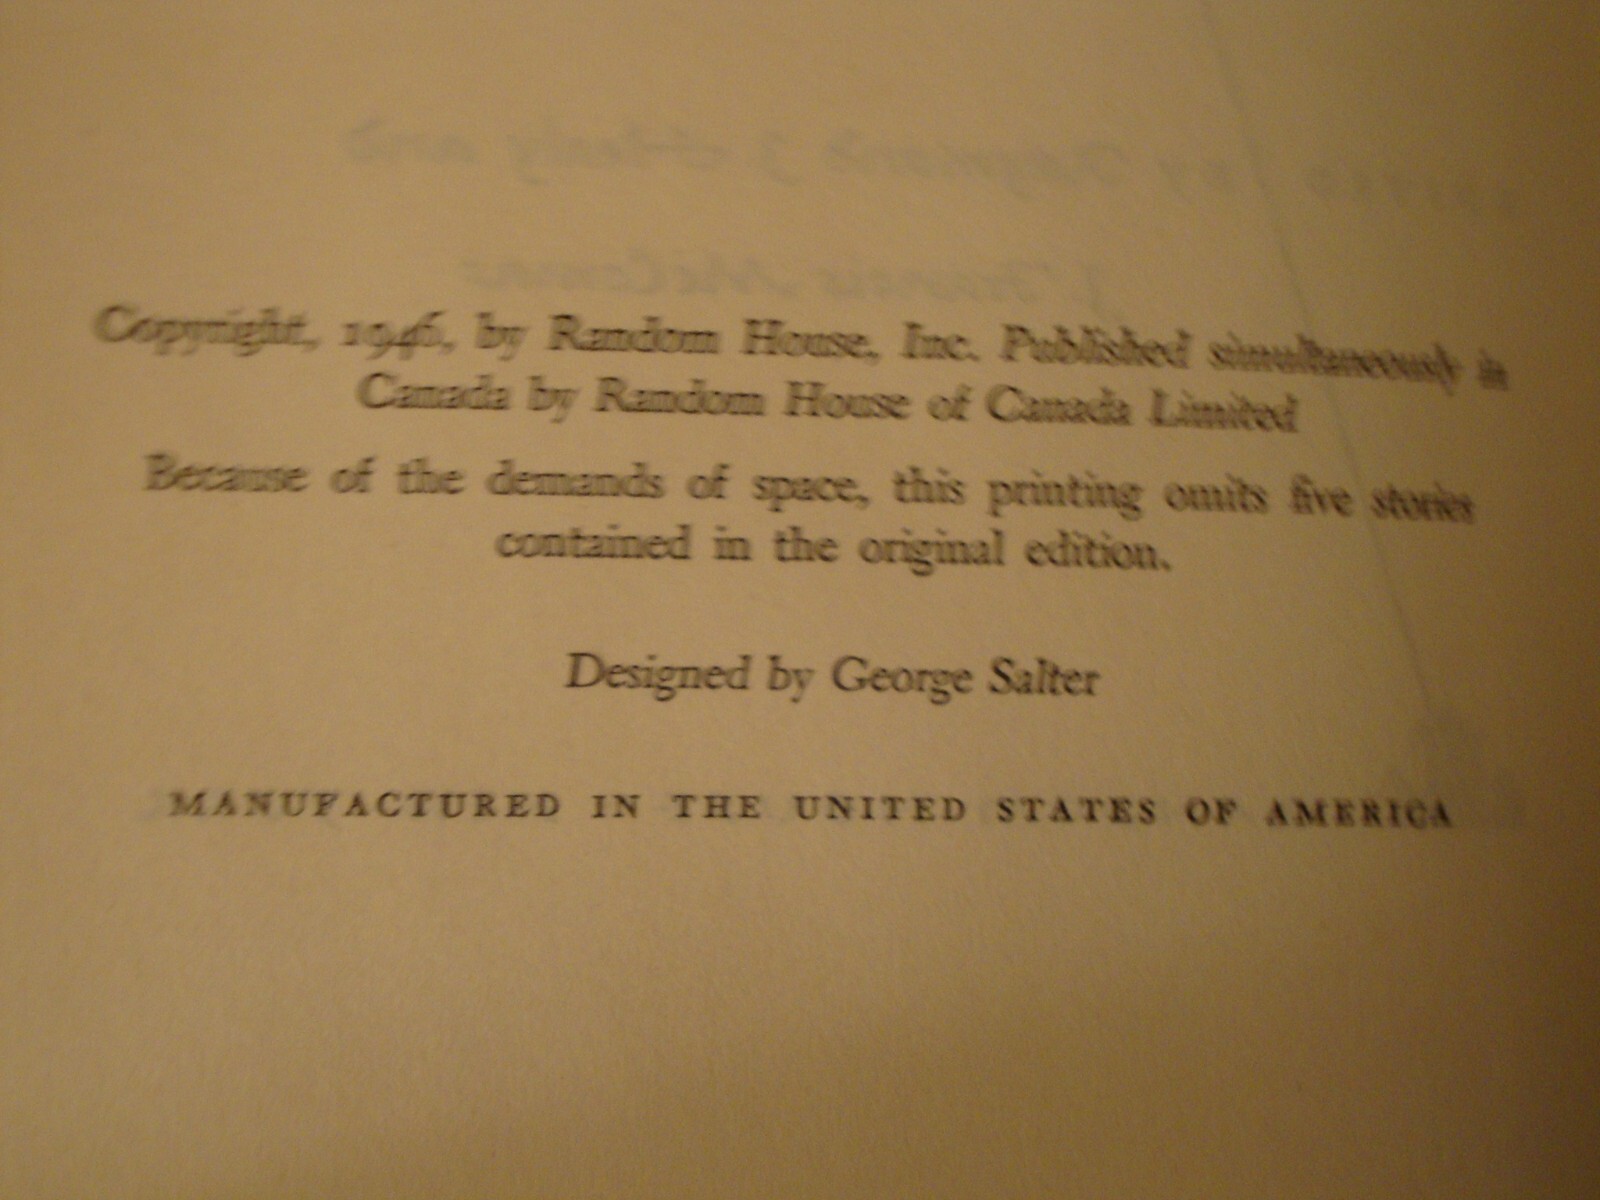 Copyright, 1946, by Random House, Inc. Published simultaneously in
Canada by Random House of Canada Limited
Because of the demands of space, this printing omits five stories
contained in the original edition.
Designed by George Salter
MANUFACTURED IN THE UNITED STATES OF AMERICA